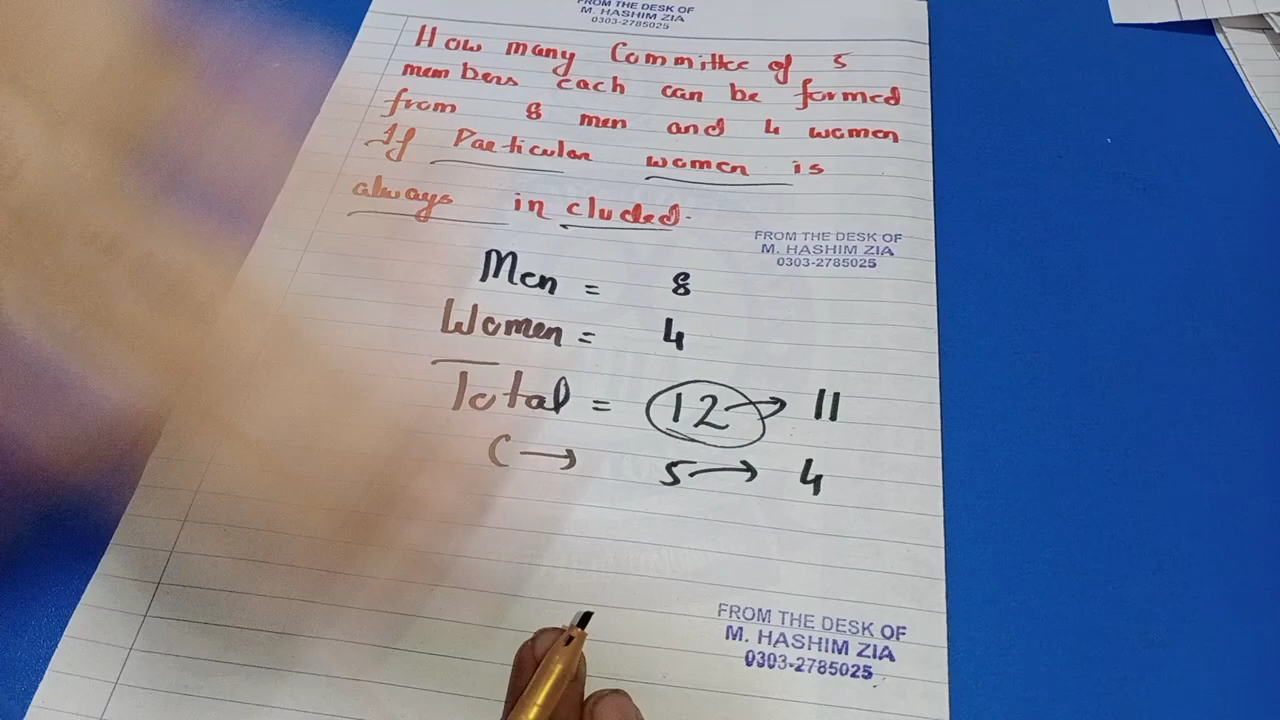 FROM THE DESK OF
M. HASHIM ZIA
0303-2785025
How many Committee of 5
members each can be formed
from 8 men and 4 women
If Particular women is
always in cluded.
FROM THE DESK OF
M. HASHIM ZIA
0303-2785025
Men = 8
Women = 4
Total = 12 → 11
C → 5 → 4
FROM THE DESK OF
M. HASHIM ZIA
0303-2785025